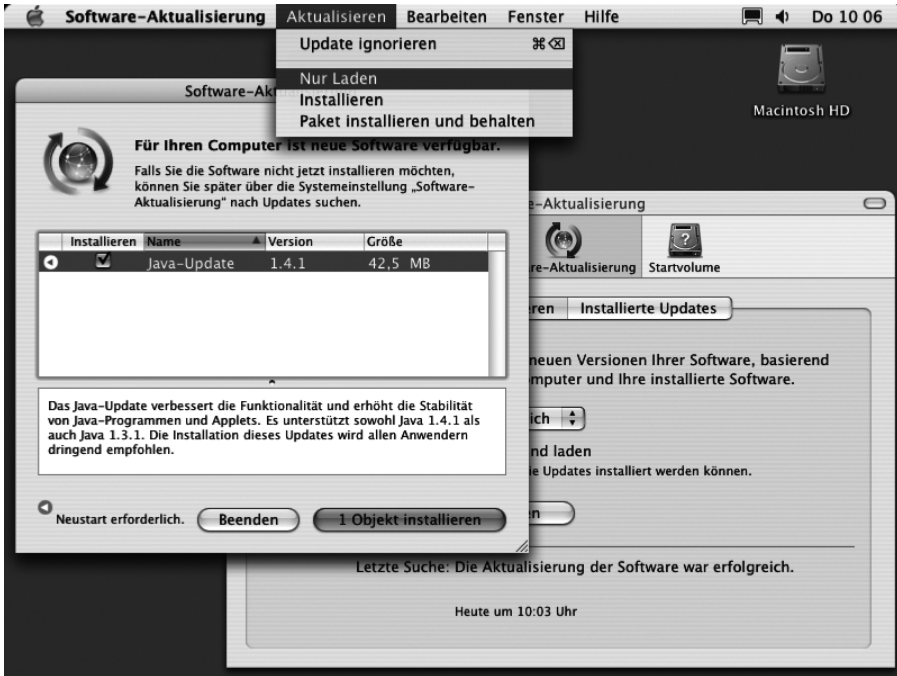 Software-Aktualisierung Aktualisieren Bearbeiten Fenster Hilfe Do 10 06
Update ignorieren ⌘⌫
Nur Laden
Installieren
Paket installieren und behalten
Macintosh HD
Software-Ak
Für Ihren Computer ist neue Software verfügbar.
Falls Sie die Software nicht jetzt installieren möchten,
können Sie später über die Systemeinstellung „Software-
Aktualisierung“ nach Updates suchen.
Installieren Name Version Größe
Java-Update 1.4.1 42,5 MB
Das Java-Update verbessert die Funktionalität und erhöht die Stabilität
von Java-Programmen und Applets. Es unterstützt sowohl Java 1.4.1 als
auch Java 1.3.1. Die Installation dieses Updates wird allen Anwendern
dringend empfohlen.
Neustart erforderlich. Beenden 1 Objekt installieren
e-Aktualisierung
re-Aktualisierung Startvolume
eren Installierte Updates
neuen Versionen Ihrer Software, basierend
mputer und Ihre installierte Software.
ich
nd laden
ie Updates installiert werden können.
en
Letzte Suche: Die Aktualisierung der Software war erfolgreich.
Heute um 10:03 Uhr